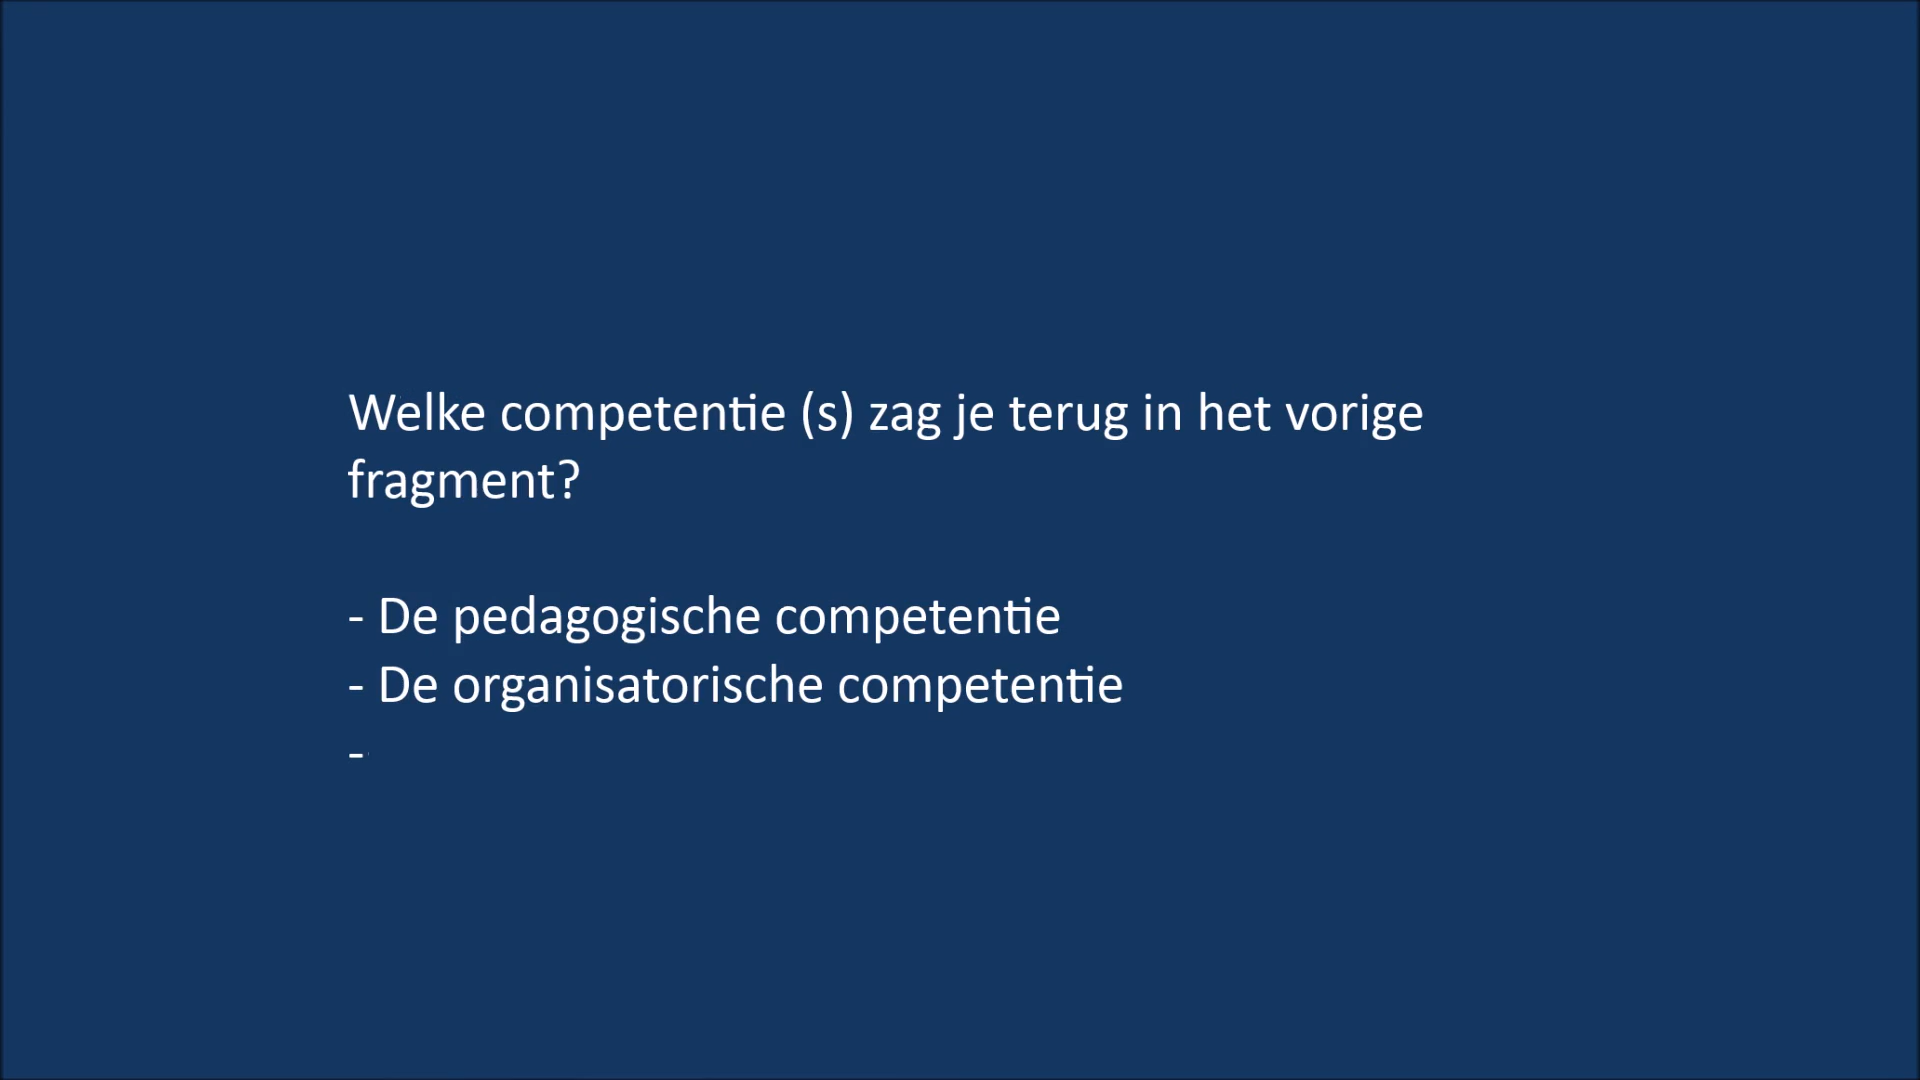 Welke competentie (s) zag je terug in het vorige
fragment?
- De pedagogische competentie
- De organisatorische competentie
-